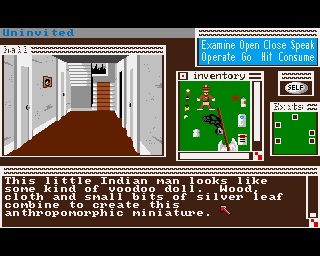 Uninvited
Examine Open Close Speak
Operate Go Hit Consume
hall
inventory
SELF
Exits
This little Indian man looks like
some kind of voodoo doll. Wood,
cloth and small bits of silver leaf
combine to create this
anthropomorphic miniature.